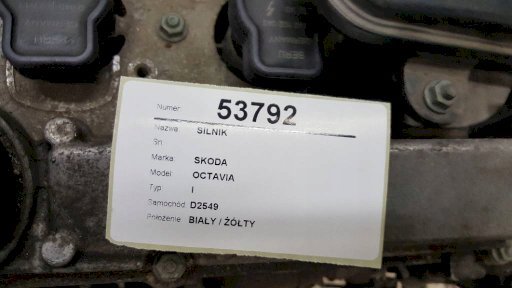 Numer: 53792
Nazwa: SILNIK
Sn:
Marka: SKODA
Model: OCTAVIA
Typ: I
Samochód: D2549
Położenie: BIAŁY / ŻÓŁTY